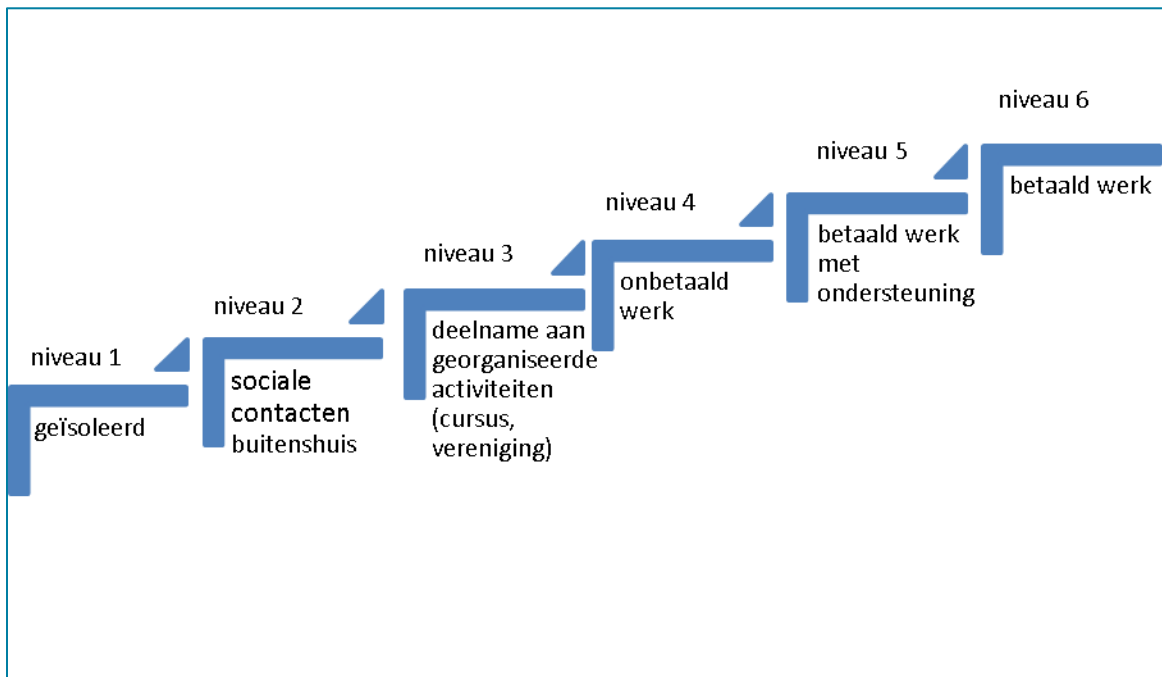 niveau 1
geïsoleerd
niveau 2
sociale
contacten
buitenshuis
niveau 3
deelname aan
georganiseerde
activiteiten
(cursus,
vereniging)
niveau 4
onbetaald
werk
niveau 5
betaald werk
met
ondersteuning
niveau 6
betaald werk